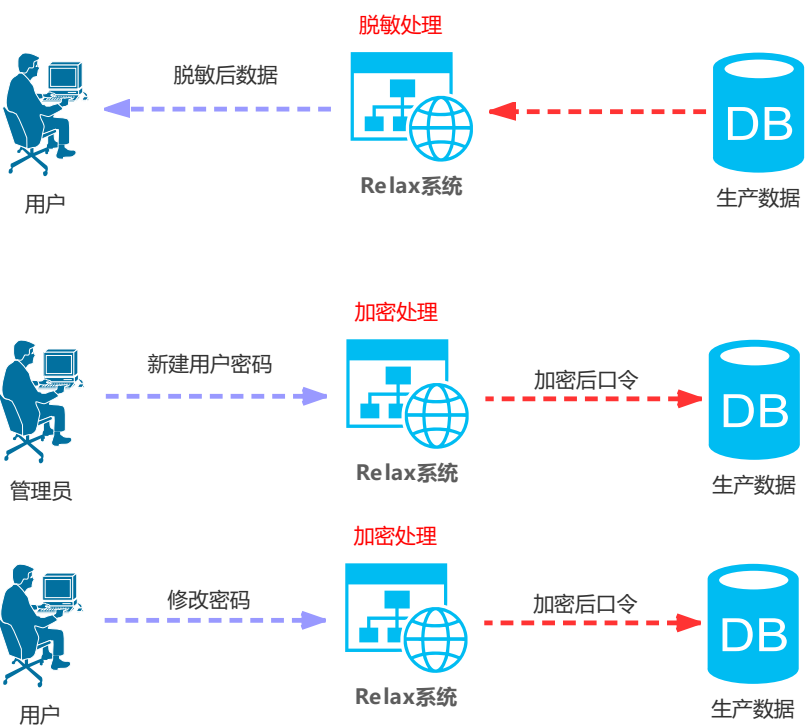 脱敏处理
脱敏后数据
DB
Relax系统
用户
生产数据
加密处理
新建用户密码
加密后口令
DB
Relax系统
管理员
生产数据
加密处理
修改密码
加密后口令
DB
Relax系统
用户
生产数据